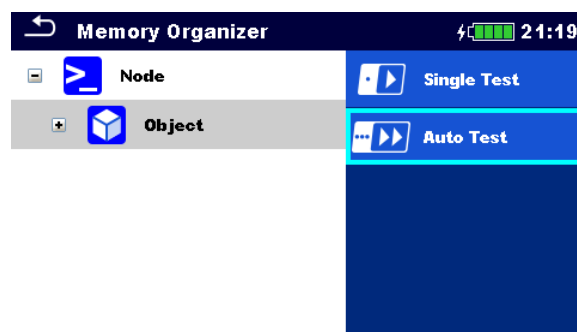 Memory Organizer 21:19
Node
Object
Single Test
Auto Test